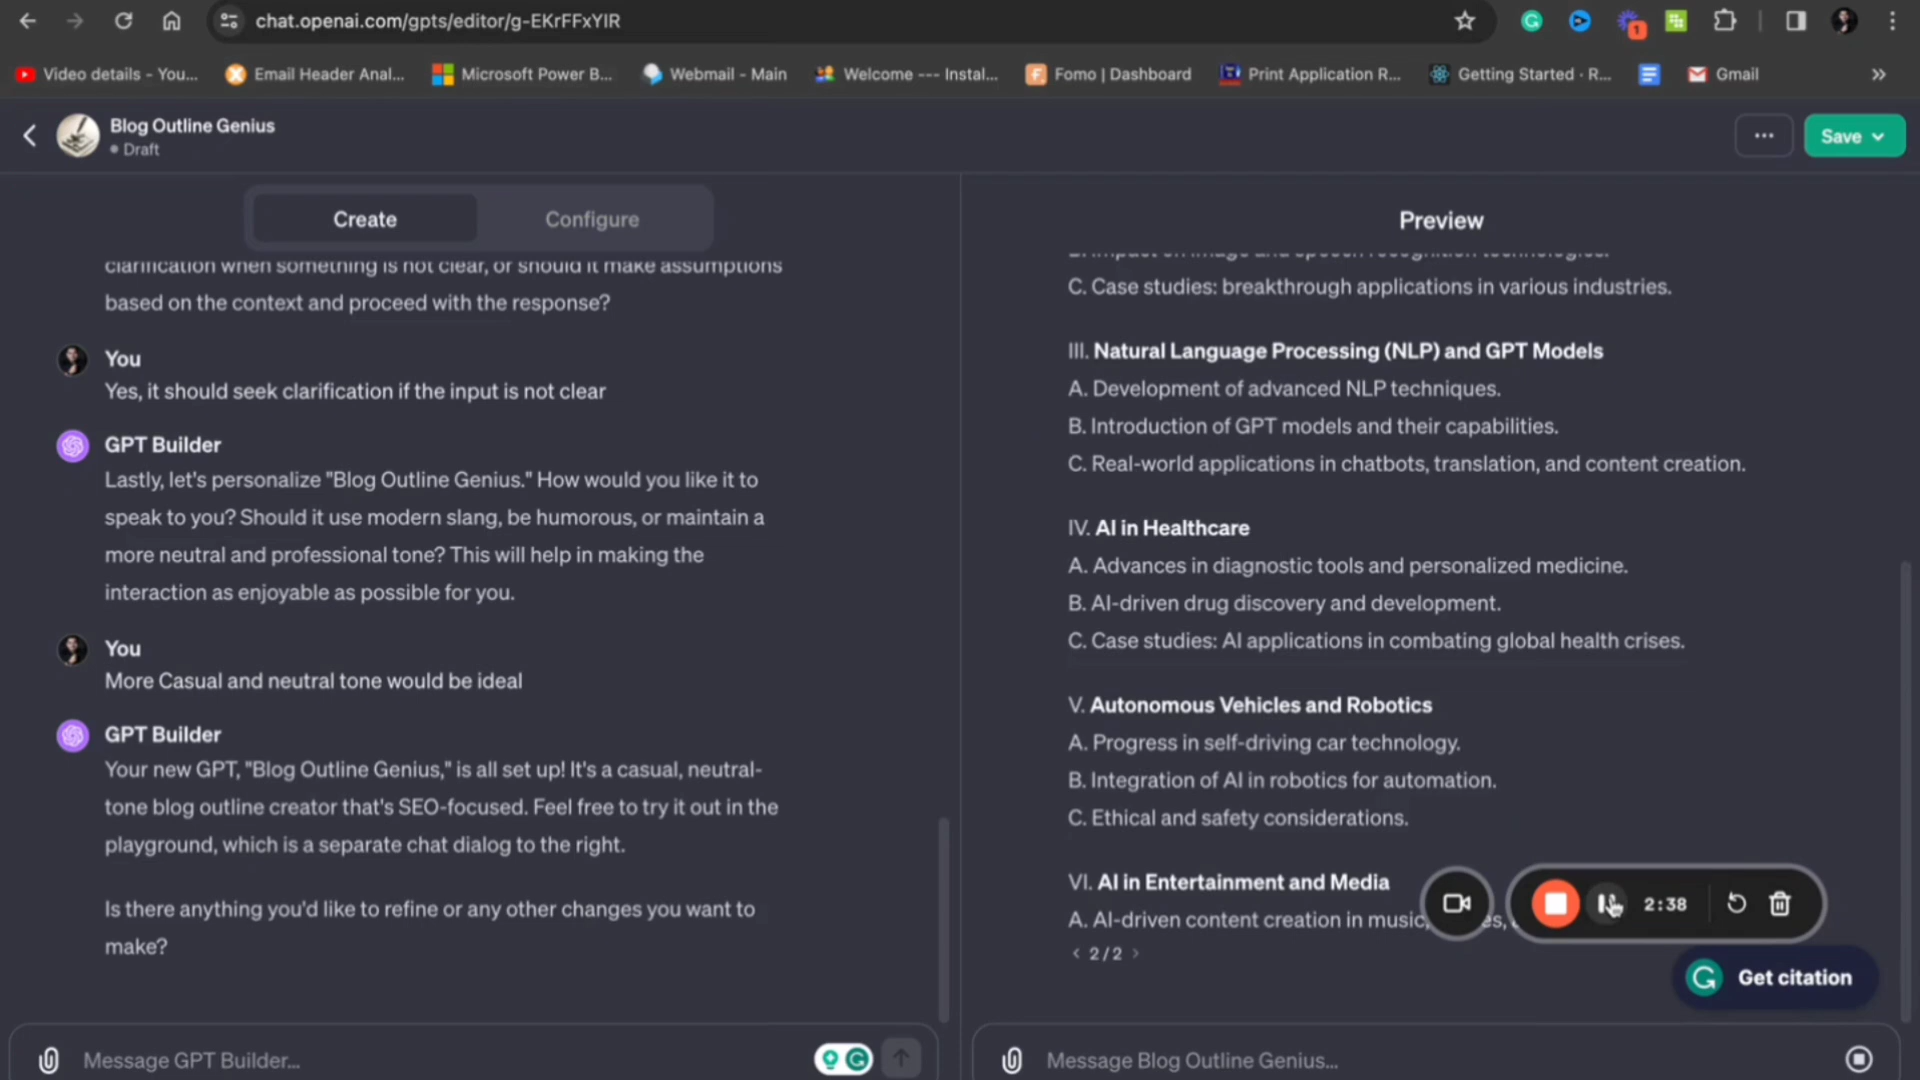 chat.openai.com/gpts/editor/g-EKrFFxYIR
1
Video details - You...
Email Header Anal...
Microsoft Power B...
Webmail - Main
Welcome --- Instal...
Fomo | Dashboard
Print Application R...
Getting Started · R...
Gmail
Blog Outline Genius
Draft
Save
Create
Configure
Preview
clarification when something is not clear, or should it make assumptions
based on the context and proceed with the response?
You
Yes, it should seek clarification if the input is not clear
GPT Builder
Lastly, let's personalize "Blog Outline Genius." How would you like it to
speak to you? Should it use modern slang, be humorous, or maintain a
more neutral and professional tone? This will help in making the
interaction as enjoyable as possible for you.
You
More Casual and neutral tone would be ideal
GPT Builder
Your new GPT, "Blog Outline Genius," is all set up! It's a casual, neutral-
tone blog outline creator that's SEO-focused. Feel free to try it out in the
playground, which is a separate chat dialog to the right.
Is there anything you'd like to refine or any other changes you want to
make?
Message GPT Builder...
B. Impact on image and speech recognition technologies.
C. Case studies: breakthrough applications in various industries.
III. Natural Language Processing (NLP) and GPT Models
A. Development of advanced NLP techniques.
B. Introduction of GPT models and their capabilities.
C. Real-world applications in chatbots, translation, and content creation.
IV. AI in Healthcare
A. Advances in diagnostic tools and personalized medicine.
B. AI-driven drug discovery and development.
C. Case studies: AI applications in combating global health crises.
V. Autonomous Vehicles and Robotics
A. Progress in self-driving car technology.
B. Integration of AI in robotics for automation.
C. Ethical and safety considerations.
VI. AI in Entertainment and Media
A. AI-driven content creation in music,
2:38
2/2
Get citation
Message Blog Outline Genius...